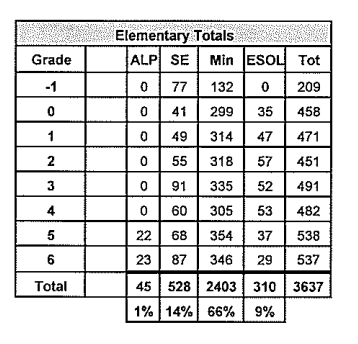 Elementary Totals
Grade ALP SE Min ESOL Tot
-1 0 77 132 0 209
0 0 41 299 35 458
1 0 49 314 47 471
2 0 55 318 57 451
3 0 91 335 52 491
4 0 60 305 53 482
5 22 68 354 37 538
6 23 87 346 29 537
Total 45 528 2403 310 3637
1% 14% 66% 9%